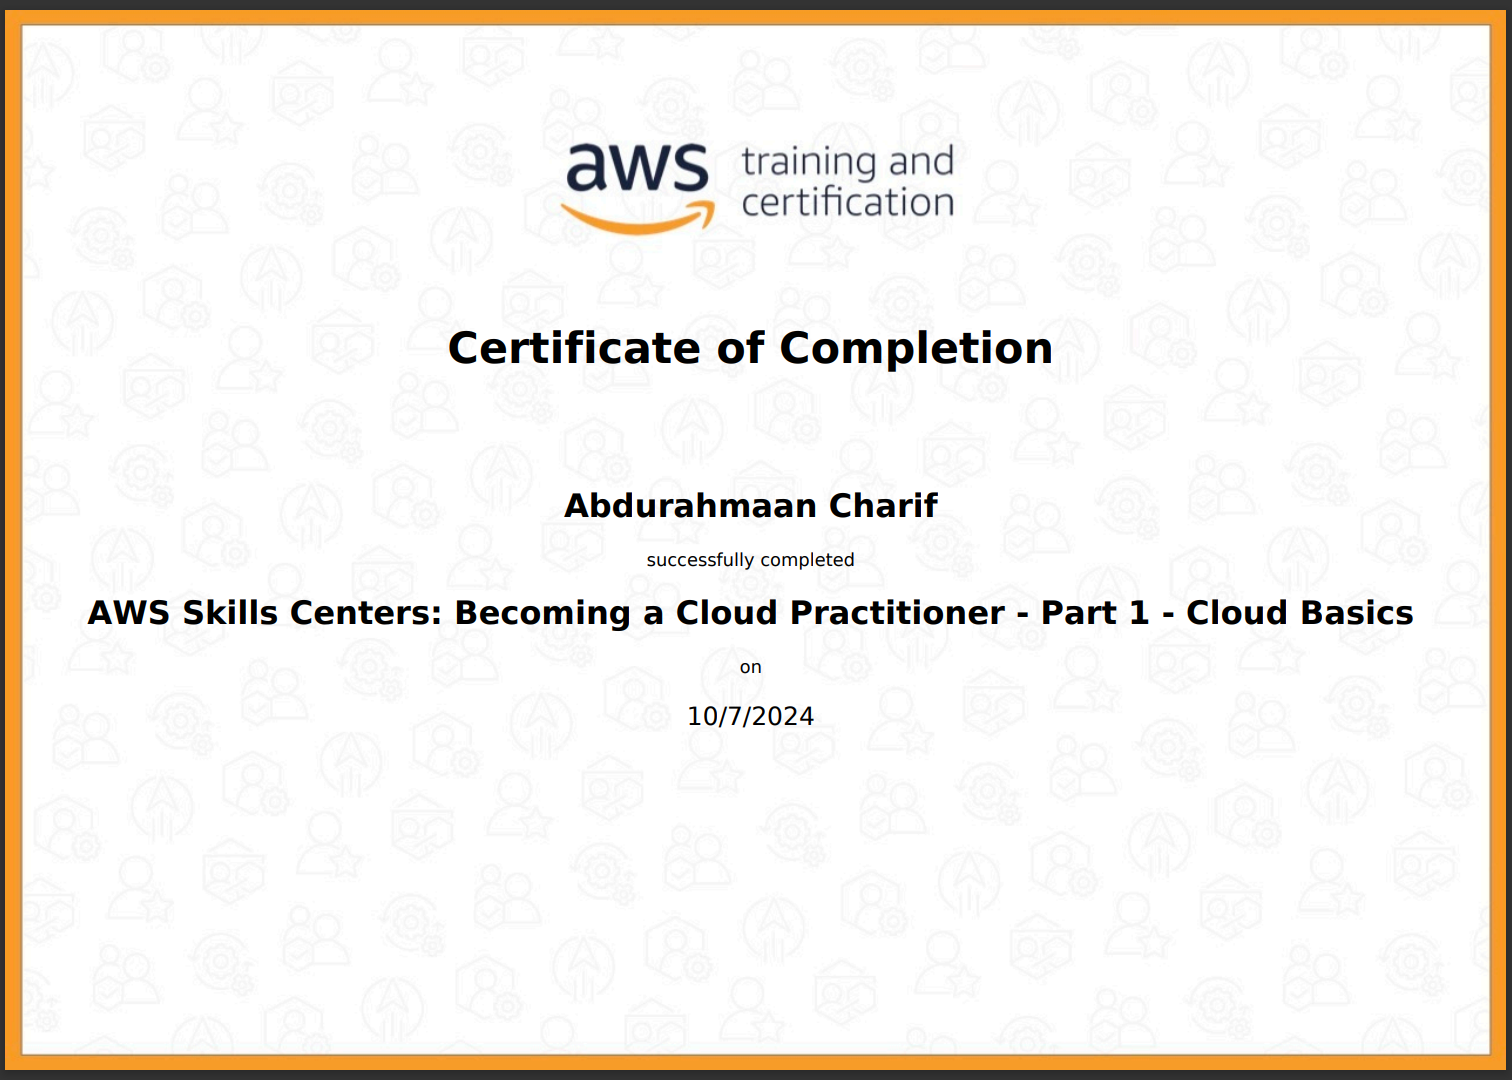 aws training and
certification
Certificate of Completion
Abdurahmaan Charif
successfully completed
AWS Skills Centers: Becoming a Cloud Practitioner - Part 1 - Cloud Basics
on
10/7/2024